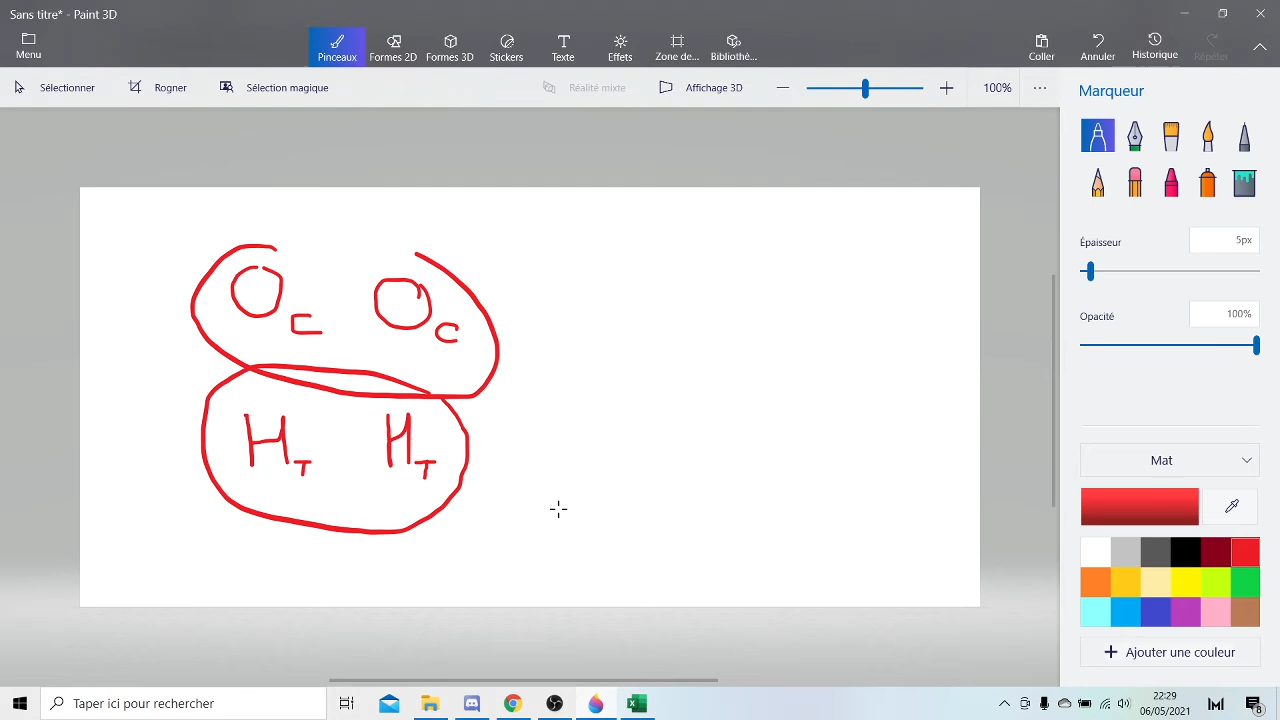 Sans titre* - Paint 3D
Menu
Pinceaux
Formes 2D
Formes 3D
Stickers
Texte
Effets
Zone de...
Bibliothè...
Coller
Annuler
Historique
Répéter
Sélectionner
Rogner
Sélection magique
Réalité mixte
Affichage 3D
100%
Marqueur
Épaisseur
5px
Opacité
100%
Mat
Ajouter une couleur
O C O C
H T H T
Taper ici pour rechercher
22:29
06/05/2021
8